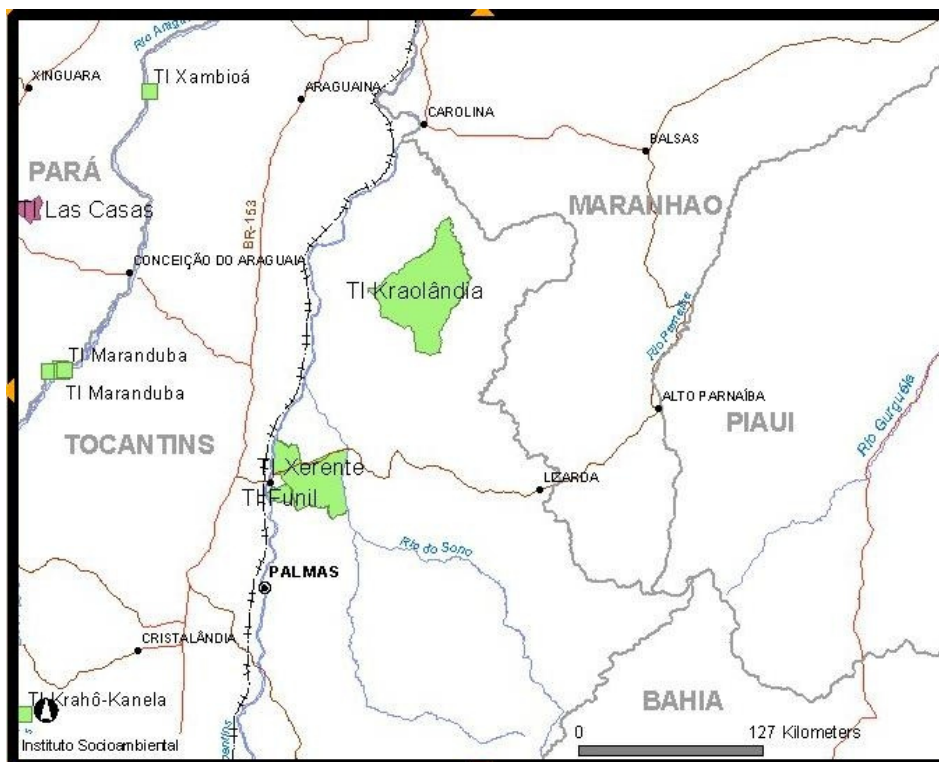 Rio Arag
XINGUARA
TI Xambioá
ARAGUAINA
CAROLINA
BALSAS
PARÁ
TI Las Casas
MARANHAO
BR-153
CONCEIÇÃO DO ARAGUAIA
TI Kraolândia
Rio Parnaíba
TI Maranduba
TI Maranduba
ALTO PARNAÍBA
PIAUI
Rio Gurguéia
TOCANTINS
TI Xerente
TI Funil
LIZARDA
Rio do Sono
PALMAS
CRISTALÂNDIA
TI Krahô-Kanela
BAHIA
0 127 Kilometers
Instituto Socioambiental
antins
s